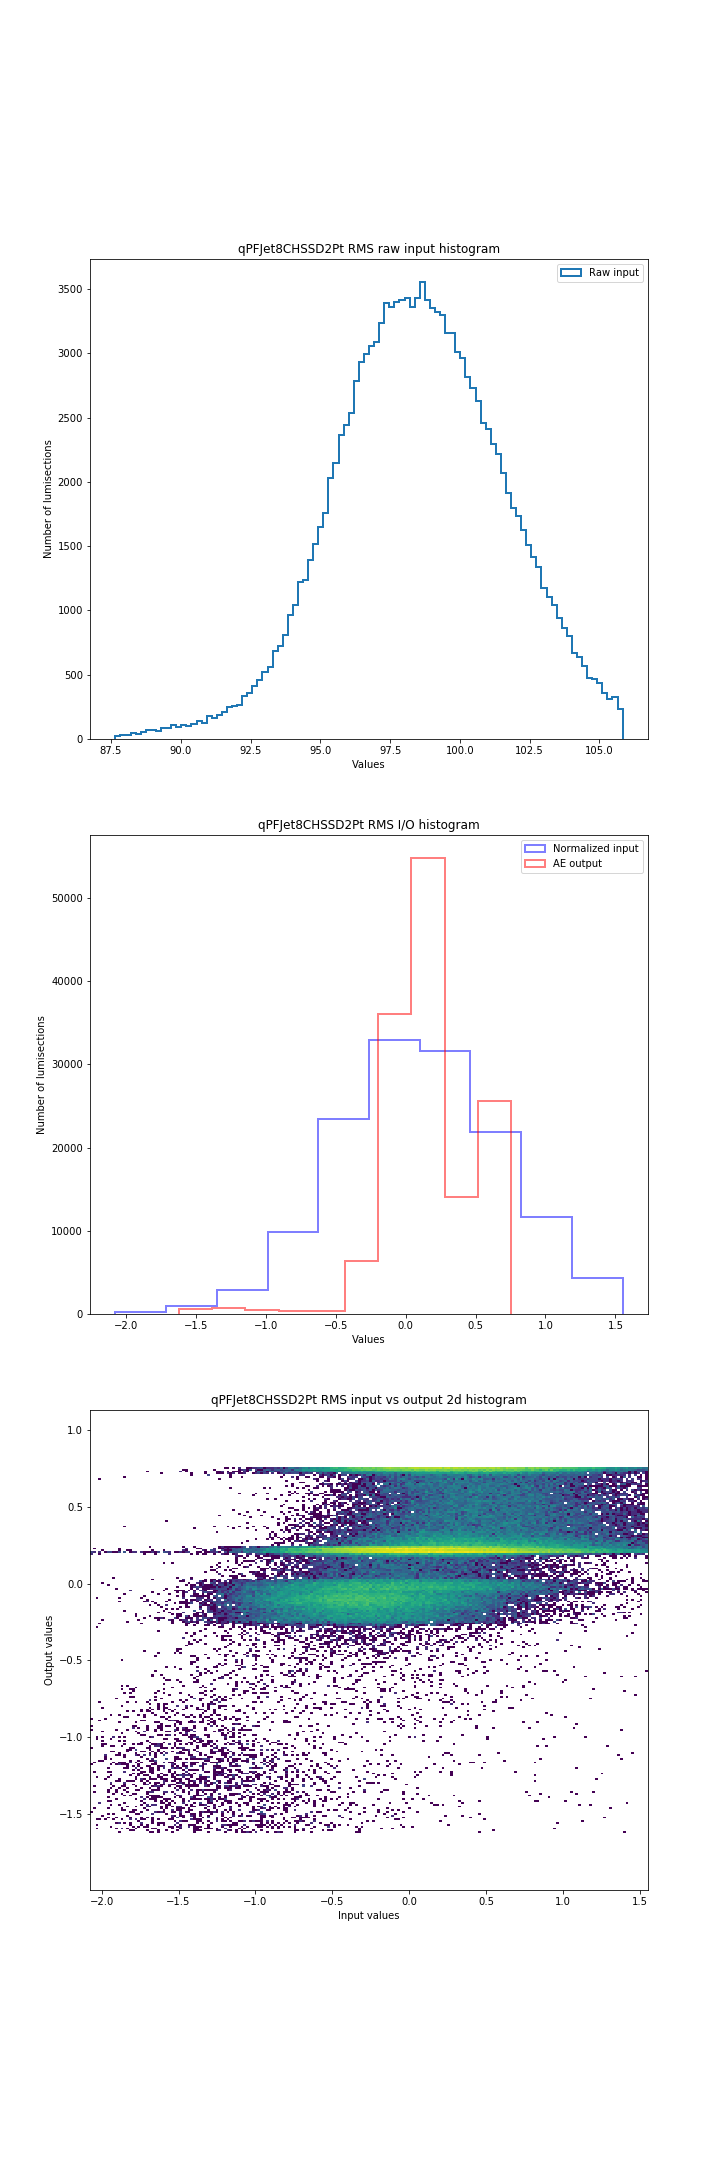 qPFJet8CHSSD2Pt RMS raw input histogram
Raw input
3500
3000
2500
2000
1500
1000
500
0
Number of lumisections
87.5 90.0 92.5 95.0 97.5 100.0 102.5 105.0
Values
qPFJet8CHSSD2Pt RMS I/O histogram
Normalized input
AE output
50000
40000
30000
20000
10000
0
Number of lumisections
−2.0 −1.5 −1.0 −0.5 0.0 0.5 1.0 1.5
Values
qPFJet8CHSSD2Pt RMS input vs output 2d histogram
1.0
0.5
0.0
−0.5
−1.0
−1.5
Output values
−2.0 −1.5 −1.0 −0.5 0.0 0.5 1.0 1.5
Input values